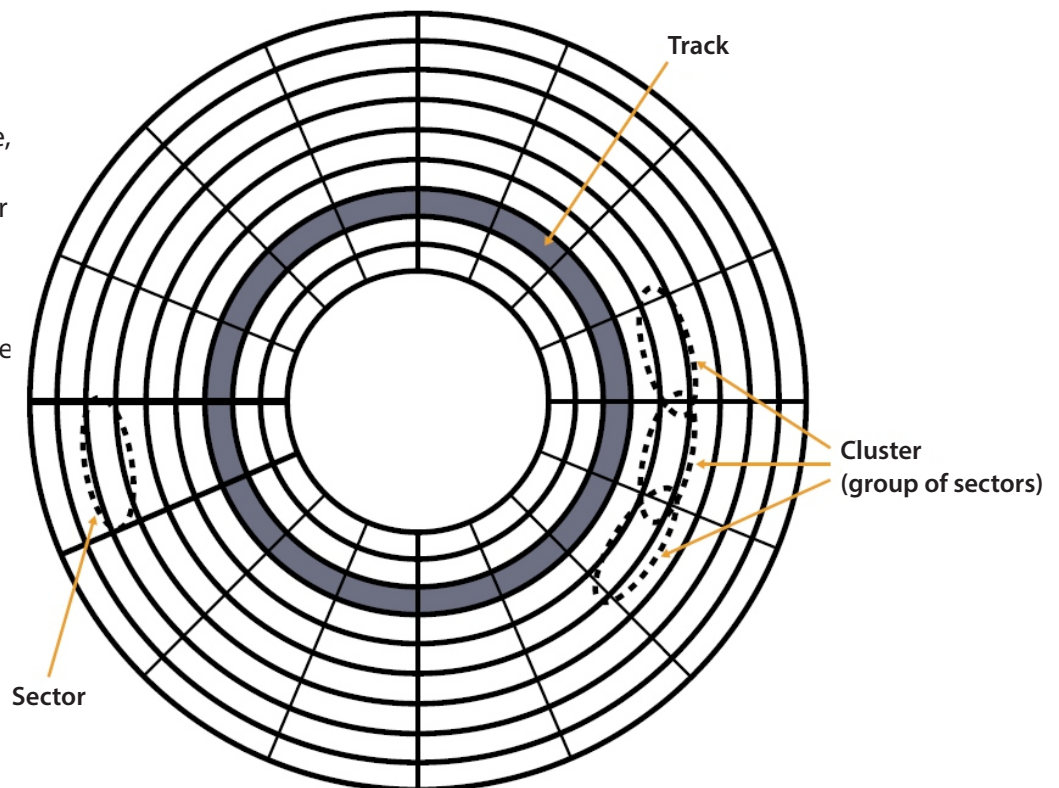 Track
e,
r
e
Cluster
(group of sectors)
Sector